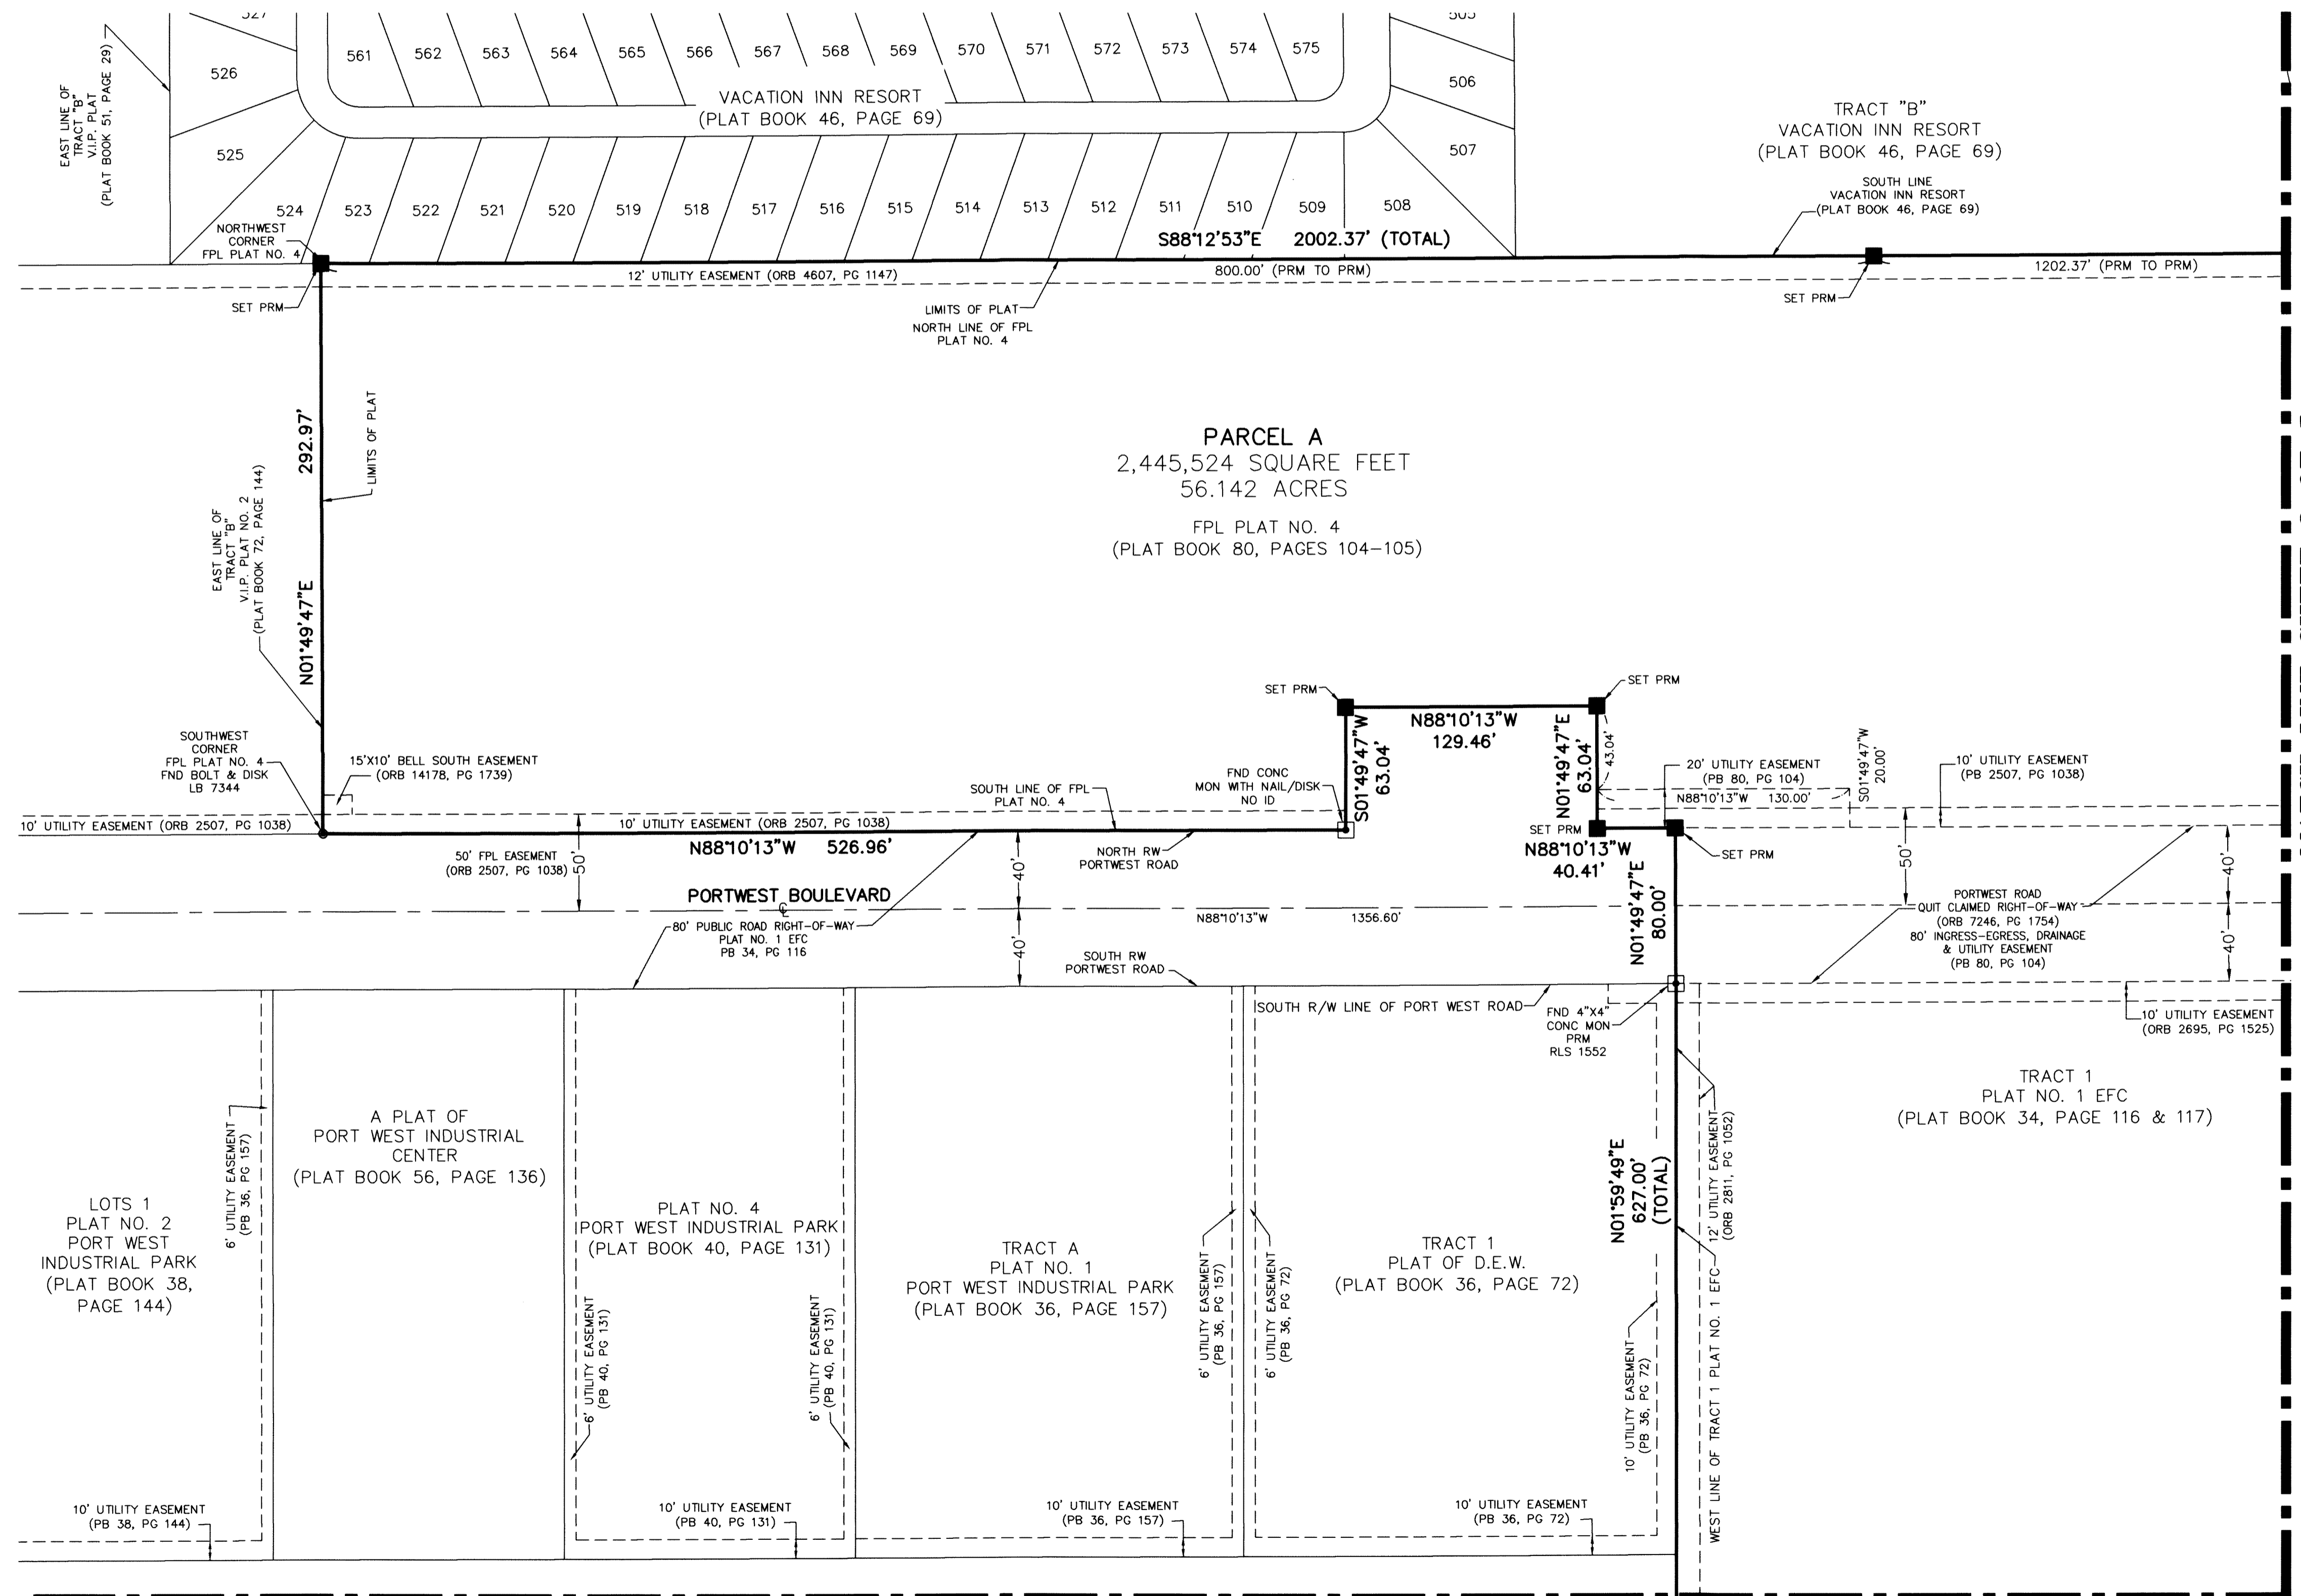 527
526
525
524
561
562
563
564
565
566
567
568
569
570
571
572
573
574
575
505
506
507
508
EAST LINE OF
TRACT "B"
V.I.P. PLAT
(PLAT BOOK 51, PAGE 29)
VACATION INN RESORT
(PLAT BOOK 46, PAGE 69)
TRACT "B"
VACATION INN RESORT
(PLAT BOOK 46, PAGE 69)
SOUTH LINE
VACATION INN RESORT
(PLAT BOOK 46, PAGE 69)
523
522
521
520
519
518
517
516
515
514
513
512
511
510
509
NORTHWEST
CORNER
FPL PLAT NO. 4
S88°12'53"E 2002.37' (TOTAL)
12' UTILITY EASEMENT (ORB 4607, PG 1147)
800.00' (PRM TO PRM)
1202.37' (PRM TO PRM)
SET PRM
SET PRM
LIMITS OF PLAT
NORTH LINE OF FPL
PLAT NO. 4
292.97'
N01°49'47"E
LIMITS OF PLAT
EAST LINE OF
TRACT "B"
V.I.P. PLAT NO. 2
(PLAT BOOK 72, PAGE 144)
PARCEL A
2,445,524 SQUARE FEET
56.142 ACRES
FPL PLAT NO. 4
(PLAT BOOK 80, PAGES 104-105)
SET PRM
SET PRM
N88°10'13"W
129.46'
S01°49'47"W
63.04'
N01°49'47"E
63.04'
43.04'
SOUTHWEST
CORNER
FPL PLAT NO. 4
FND BOLT & DISK
LB 7344
15'X10' BELL SOUTH EASEMENT
(ORB 14178, PG 1739)
SOUTH LINE OF FPL
PLAT NO. 4
FND CONC
MON WITH NAIL/DISK
NO ID
20' UTILITY EASEMENT
(PB 80, PG 104)
N88°10'13"W 130.00'
S01°49'47"W
20.00'
10' UTILITY EASEMENT
(PB 2507, PG 1038)
10' UTILITY EASEMENT (ORB 2507, PG 1038)
10' UTILITY EASEMENT (ORB 2507, PG 1038)
N88°10'13"W 526.96'
SET PRM
N88°10'13"W
40.41'
SET PRM
50' FPL EASEMENT
(ORB 2507, PG 1038)
50'
NORTH RW
PORTWEST ROAD
40'
40'
50'
40'
40'
PORTWEST BOULEVARD
N88°10'13"W 1356.60'
80' PUBLIC ROAD RIGHT-OF-WAY
PLAT NO. 1 EFC
PB 34, PG 116
SOUTH RW
PORTWEST ROAD
N01°49'47"E
80.00'
PORTWEST ROAD
QUIT CLAIMED RIGHT-OF-WAY
(ORB 7246, PG 1754)
80' INGRESS-EGRESS, DRAINAGE
& UTILITY EASEMENT
(PB 80, PG 104)
SOUTH R/W LINE OF PORT WEST ROAD
FND 4"X4"
CONC MON
PRM
RLS 1552
10' UTILITY EASEMENT
(ORB 2695, PG 1525)
LOTS 1
PLAT NO. 2
PORT WEST
INDUSTRIAL PARK
(PLAT BOOK 38,
PAGE 144)
6' UTILITY EASEMENT
(PB 36, PG 157)
A PLAT OF
PORT WEST INDUSTRIAL
CENTER
(PLAT BOOK 56, PAGE 136)
PLAT NO. 4
PORT WEST INDUSTRIAL PARK
(PLAT BOOK 40, PAGE 131)
6' UTILITY EASEMENT
(PB 40, PG 131)
6' UTILITY EASEMENT
(PB 40, PG 131)
TRACT A
PLAT NO. 1
PORT WEST INDUSTRIAL PARK
(PLAT BOOK 36, PAGE 157)
6' UTILITY EASEMENT
(PB 36, PG 157)
6' UTILITY EASEMENT
(PB 36, PG 72)
TRACT 1
PLAT OF D.E.W.
(PLAT BOOK 36, PAGE 72)
N01°59'49"E
627.00'
(TOTAL)
10' UTILITY EASEMENT
(PB 36, PG 72)
12' UTILITY EASEMENT
(ORB 2811, PG 1052)
WEST LINE OF TRACT 1 PLAT NO. 1 EFC
TRACT 1
PLAT NO. 1 EFC
(PLAT BOOK 34, PAGE 116 & 117)
10' UTILITY EASEMENT
(PB 38, PG 144)
10' UTILITY EASEMENT
(PB 40, PG 131)
10' UTILITY EASEMENT
(PB 36, PG 157)
10' UTILITY EASEMENT
(PB 36, PG 72)